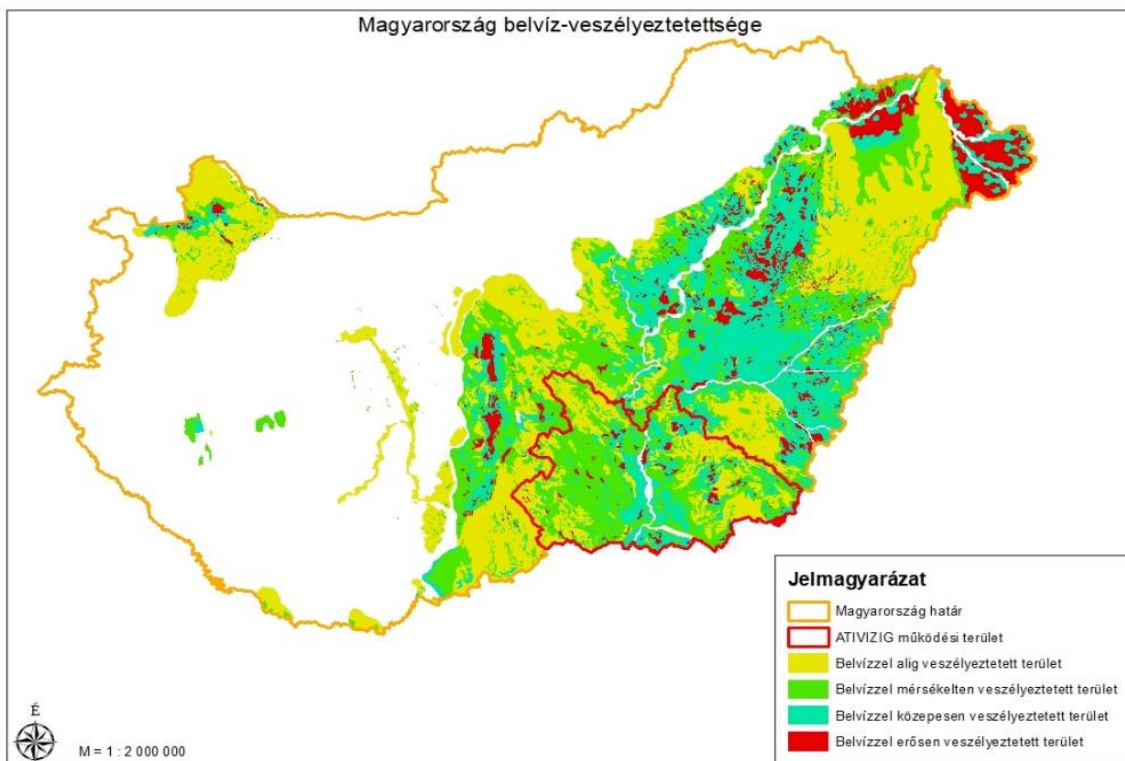 Magyarország belvíz-veszélyeztetettsége
Jelmagyarázat
Magyarország határ
ATIVIZIG működési terület
Belvízzel alig veszélyeztetett terület
Belvízzel mérsékelten veszélyeztetett terület
Belvízzel közepesen veszélyeztetett terület
Belvízzel erősen veszélyeztetett terület
É
M = 1 : 2 000 000